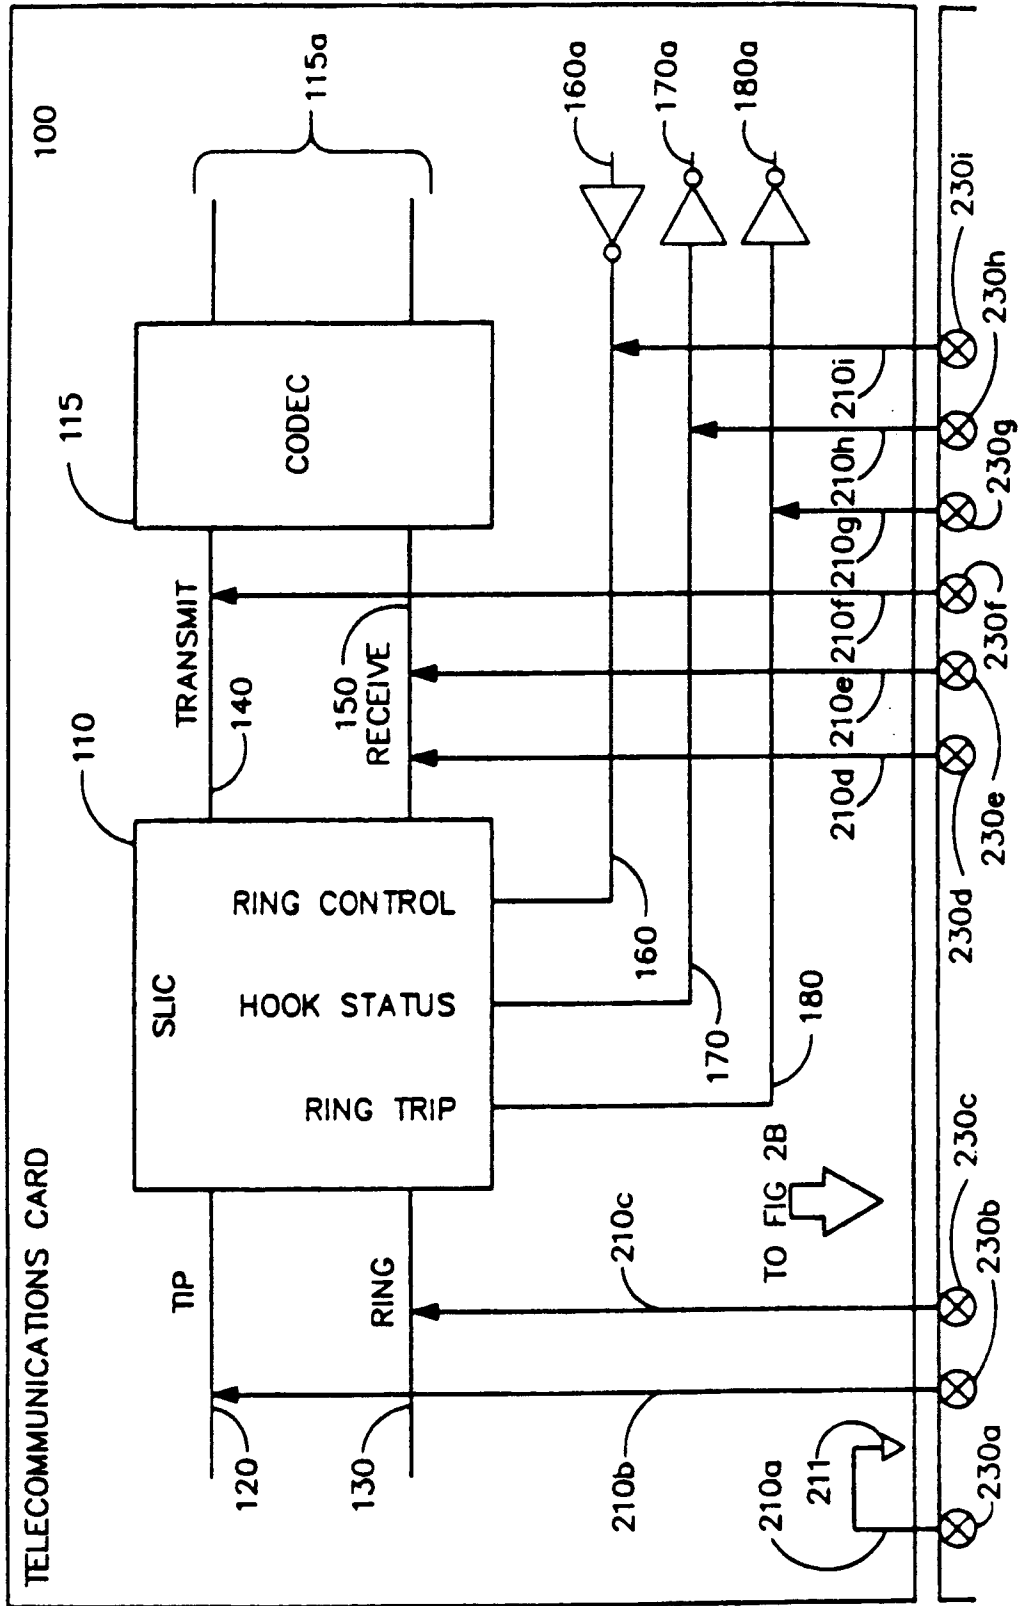 TELECOMMUNICATIONS CARD
100
110
115
115a
TIP
SLIC
TRANSMIT
CODEC
120
140
RING
RING CONTROL
150
RECEIVE
160a
130
HOOK STATUS
170a
RING TRIP
180a
160
170
180
210b
210c
TO FIG 2B
210a
211
210d
210e
210f
210g
210h
210i
230a
230b
230c
230d
230e
230f
230g
230h
230i